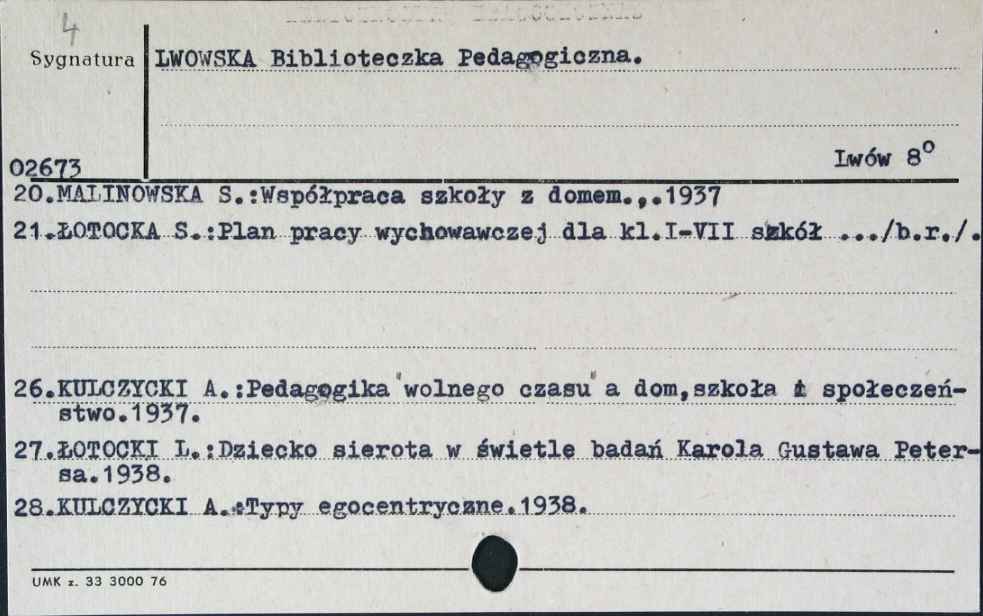 4
Sygnatura
LWOWSKA Biblioteczka Pedagogiczna.
Lwów 8°
02673
20.MALINOWSKA S.:Współpraca szkoły z domem.,.1937
21.ŁOTOCKA S.:Plan pracy wychowawczej dla kl.I-VII szkół .../b.r./.
26.KULCZYCKI A.:Pedagogika "wolnego czasu" a dom,szkoła i społeczeń-
stwo.1937.
27.ŁOTOCKI L.:Dziecko sierota w świetle badań Karola Gustawa Peter-
sa.1938.
28.KULCZYCKI A.:Typy egocentryczne.1938.
UMK z. 33 3000 76